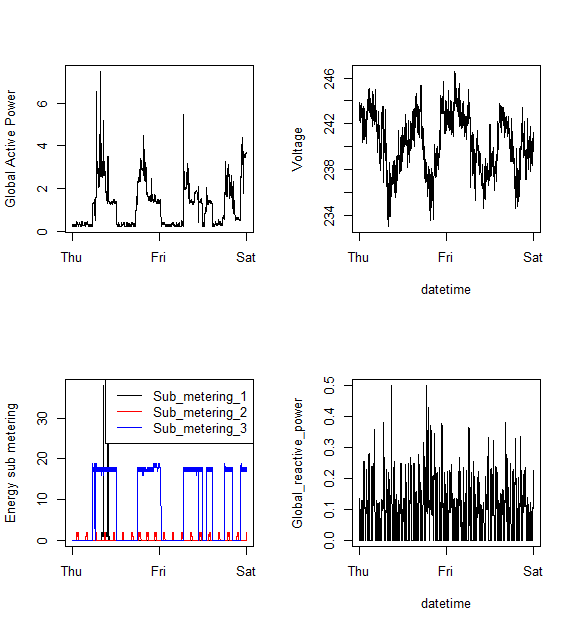 Global Active Power
0 2 4 6
Thu Fri Sat
Voltage
234 238 242 246
Thu Fri Sat
datetime
Energy sub metering
0 10 20 30
Thu Fri Sat
Sub_metering_1
Sub_metering_2
Sub_metering_3
Global_reactive_power
0.0 0.1 0.2 0.3 0.4 0.5
Thu Fri Sat
datetime